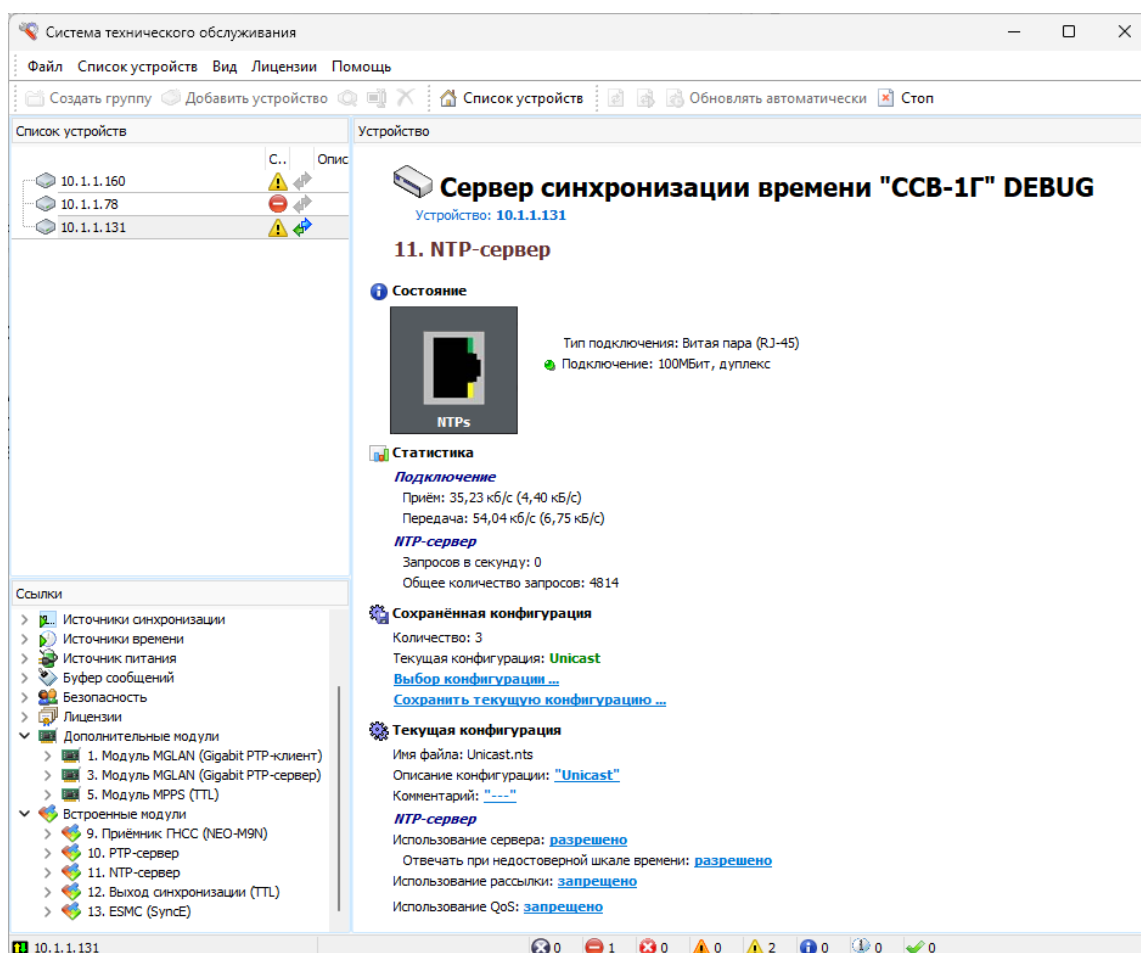 Система технического обслуживания
Файл Список устройств Вид Лицензии Помощь
Создать группу Добавить устройство Список устройств Обновлять автоматически Стоп
Список устройств
С.. Опис
10.1.1.160
10.1.1.78
10.1.1.131
Ссылки
Источники синхронизации
Источники времени
Источник питания
Буфер сообщений
Безопасность
Лицензии
Дополнительные модули
1. Модуль MGLAN (Gigabit PTP-клиент)
3. Модуль MGLAN (Gigabit PTP-сервер)
5. Модуль MPPS (TTL)
Встроенные модули
9. Приёмник ГНСС (NEO-M9N)
10. PTP-сервер
11. NTP-сервер
12. Выход синхронизации (TTL)
13. ESMC (SyncE)
Устройство
Сервер синхронизации времени "ССВ-1Г" DEBUG
Устройство: 10.1.1.131
11. NTP-сервер
Состояние
NTPs
Тип подключения: Витая пара (RJ-45)
Подключение: 100МБит, дуплекс
Статистика
Подключение
Приём: 35,23 кб/с (4,40 кБ/с)
Передача: 54,04 кб/с (6,75 кБ/с)
NTP-сервер
Запросов в секунду: 0
Общее количество запросов: 4814
Сохранённая конфигурация
Количество: 3
Текущая конфигурация: Unicast
Выбор конфигурации ...
Сохранить текущую конфигурацию ...
Текущая конфигурация
Имя файла: Unicast.nts
Описание конфигурации: "Unicast"
Комментарий: "---"
NTP-сервер
Использование сервера: разрешено
Отвечать при недостоверной шкале времени: разрешено
Использование рассылки: запрещено
Использование QoS: запрещено
10.1.1.131 0 1 0 0 2 0 0 0